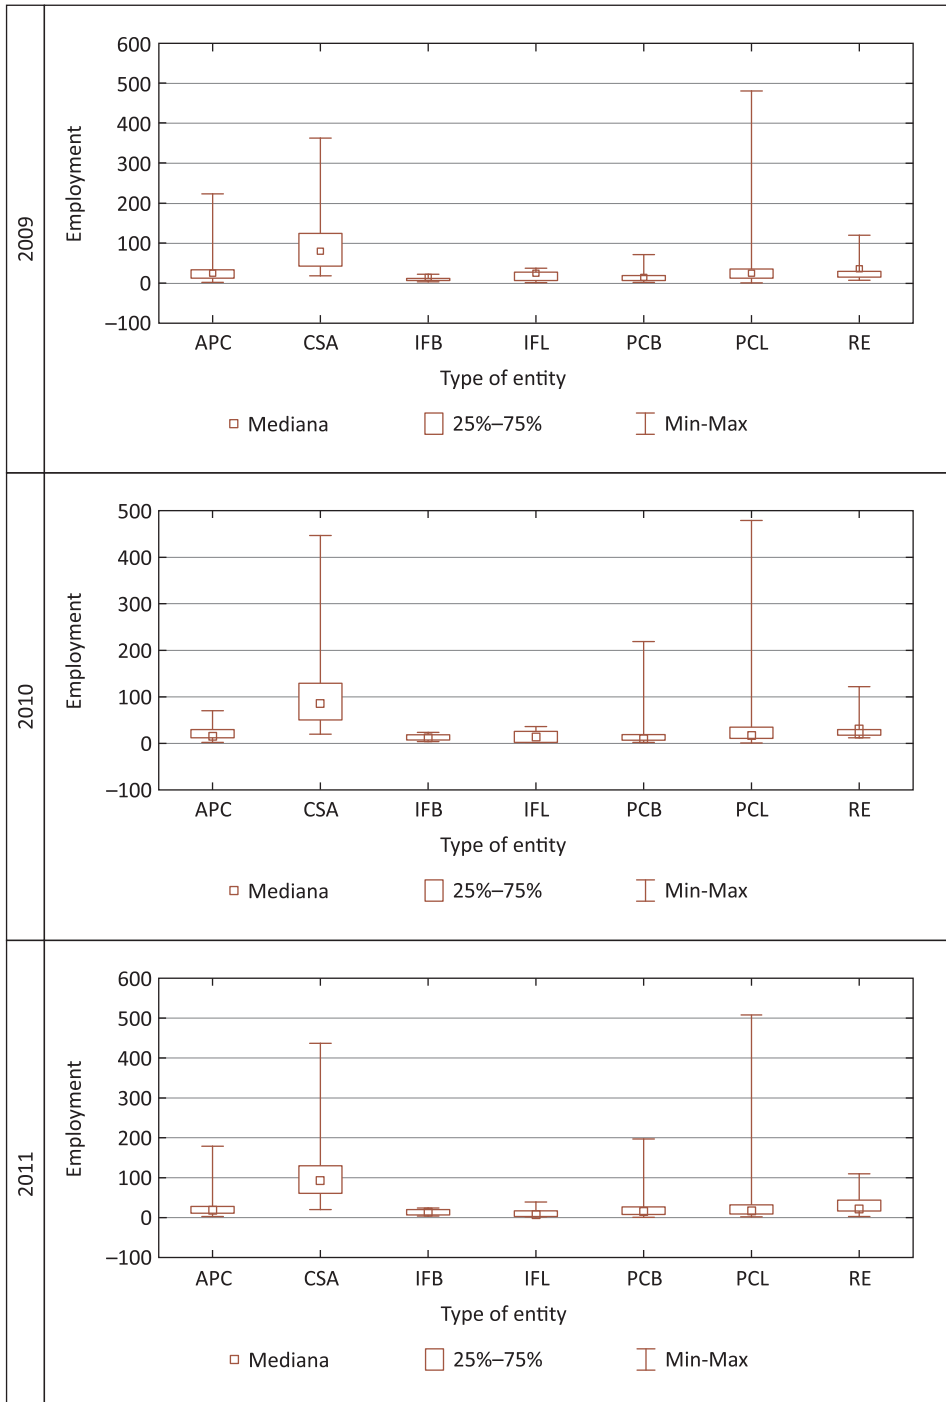 2009
Employment
600
500
400
300
200
100
0
–100
APC CSA IFB IFL PCB PCL RE
Type of entity
Mediana 25%–75% Min-Max
2010
Employment
500
400
300
200
100
0
–100
APC CSA IFB IFL PCB PCL RE
Type of entity
Mediana 25%–75% Min-Max
2011
Employment
600
500
400
300
200
100
0
–100
APC CSA IFB IFL PCB PCL RE
Type of entity
Mediana 25%–75% Min-Max